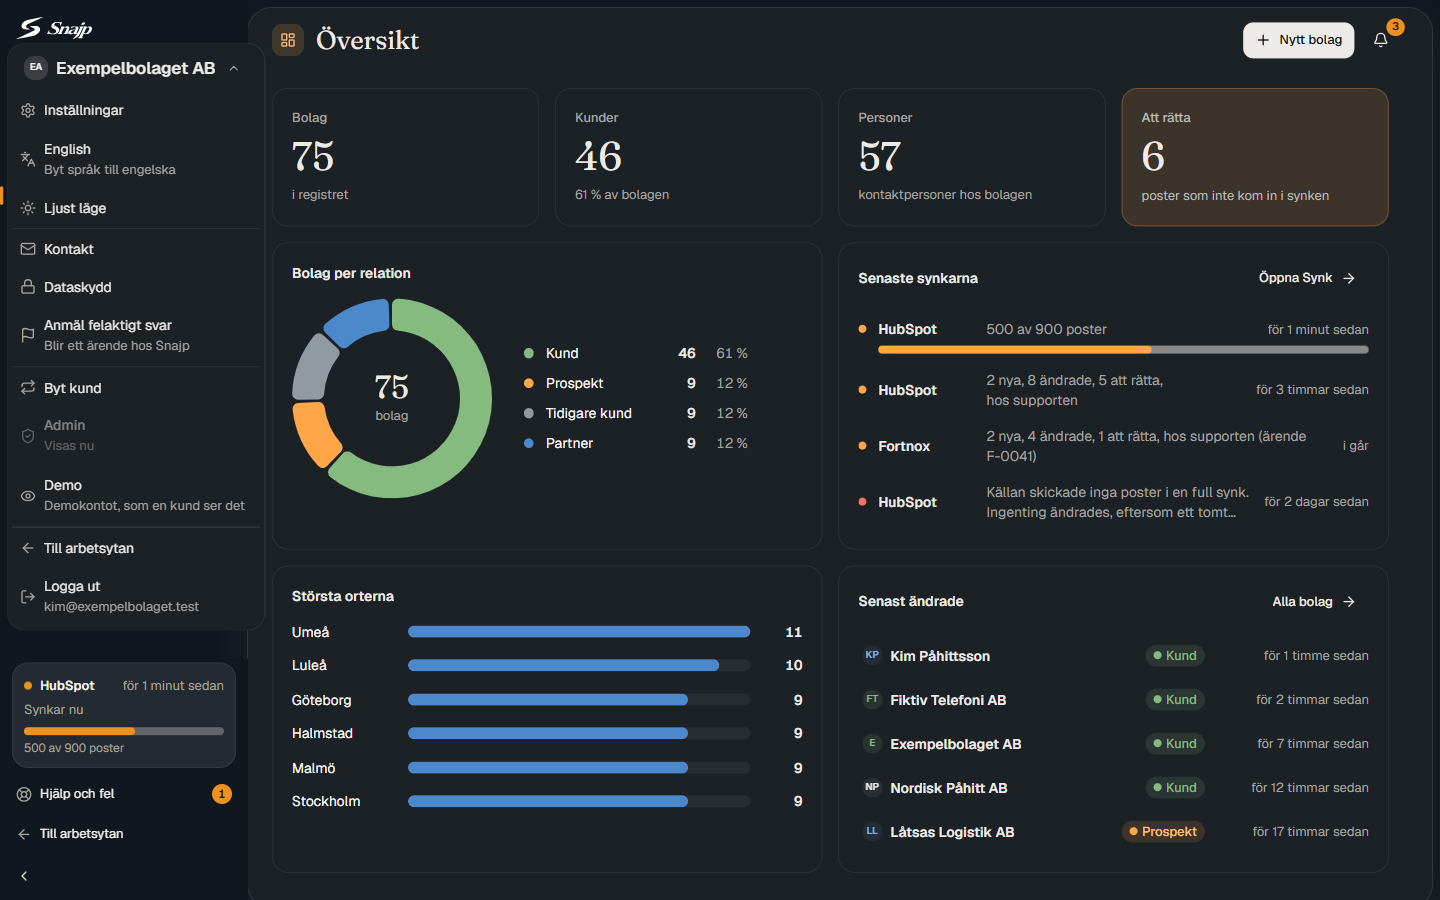 Snajp
EA Exempelbolaget AB
Inställningar
English
Byt språk till engelska
Ljust läge
Kontakt
Dataskydd
Anmäl felaktigt svar
Blir ett ärende hos Snajp
Byt kund
Admin
Visas nu
Demo
Demokontot, som en kund ser det
Till arbetsytan
Logga ut
kim@exempelbolaget.test
HubSpot för 1 minut sedan
Synkar nu
500 av 900 poster
Hjälp och fel 1
Till arbetsytan
Översikt
Nytt bolag
3
Bolag
75
i registret
Kunder
46
61 % av bolagen
Personer
57
kontaktpersoner hos bolagen
Att rätta
6
poster som inte kom in i synken
Bolag per relation
75
bolag
Kund 46 61 %
Prospekt 9 12 %
Tidigare kund 9 12 %
Partner 9 12 %
Senaste synkarna Öppna Synk
HubSpot 500 av 900 poster för 1 minut sedan
HubSpot 2 nya, 8 ändrade, 5 att rätta, för 3 timmar sedan
hos supporten
Fortnox 2 nya, 4 ändrade, 1 att rätta, hos supporten (ärende i går
F-0041)
HubSpot Källan skickade inga poster i en full synk. för 2 dagar sedan
Ingenting ändrades, eftersom ett tomt…
Största orterna
Umeå 11
Luleå 10
Göteborg 9
Halmstad 9
Malmö 9
Stockholm 9
Senast ändrade Alla bolag
KP Kim Påhittsson Kund för 1 timme sedan
FT Fiktiv Telefoni AB Kund för 2 timmar sedan
E Exempelbolaget AB Kund för 7 timmar sedan
NP Nordisk Påhitt AB Kund för 12 timmar sedan
LL Låtsas Logistik AB Prospekt för 17 timmar sedan